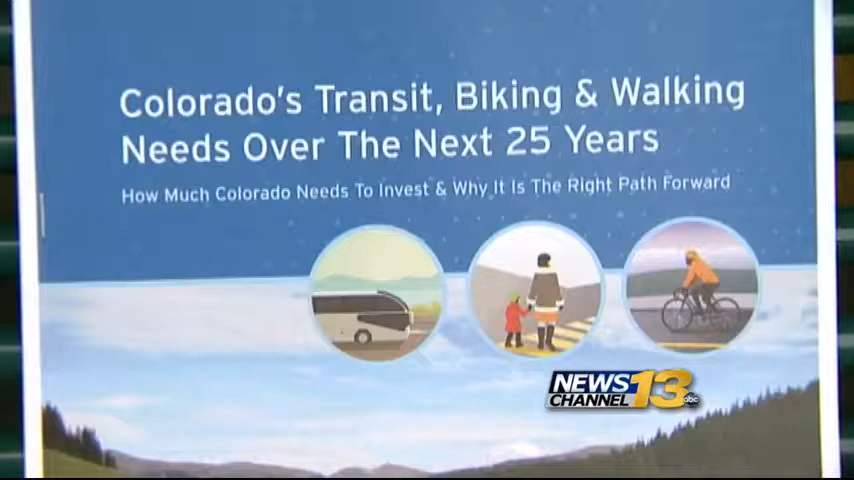 Colorado's Transit, Biking & Walking
Needs Over The Next 25 Years
How Much Colorado Needs To Invest & Why It Is The Right Path Forward
NEWS
CHANNEL 13 abc